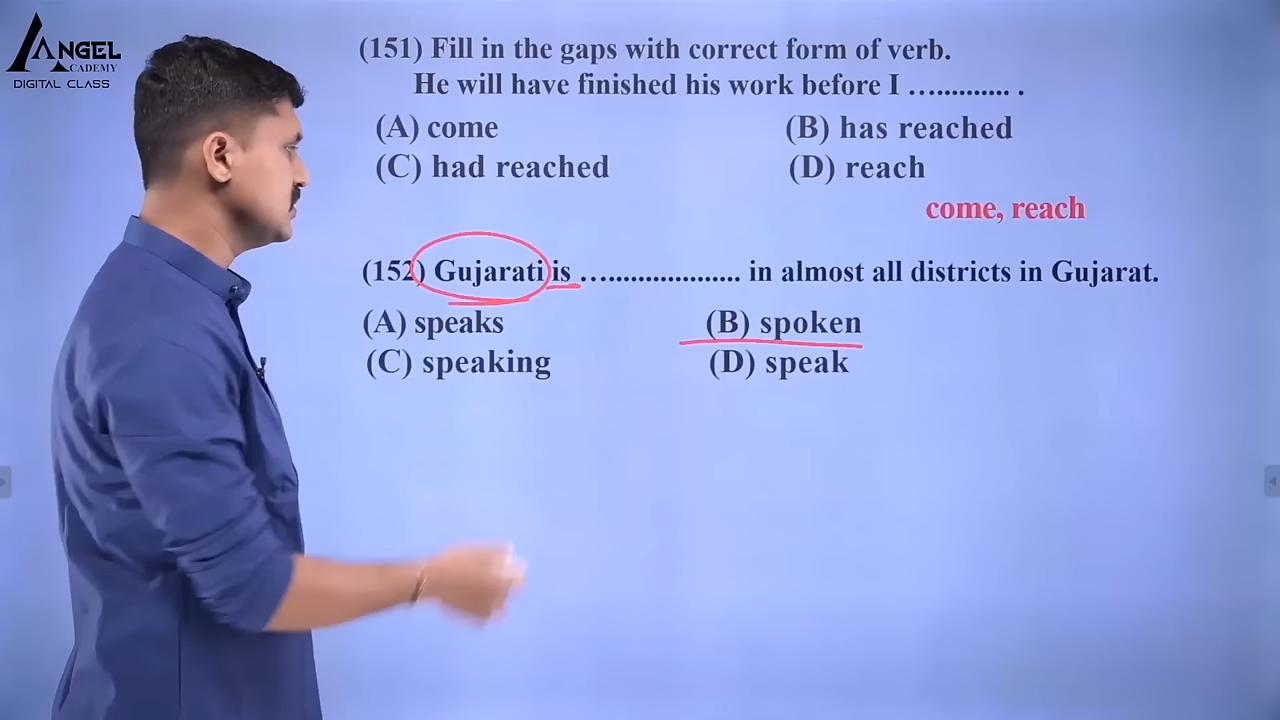 ANGEL
ACADEMY
DIGITAL CLASS
(151) Fill in the gaps with correct form of verb.
He will have finished his work before I ............. .
(A) come (B) has reached
(C) had reached (D) reach
come, reach
(152) Gujarati is ...................... in almost all districts in Gujarat.
(A) speaks (B) spoken
(C) speaking (D) speak